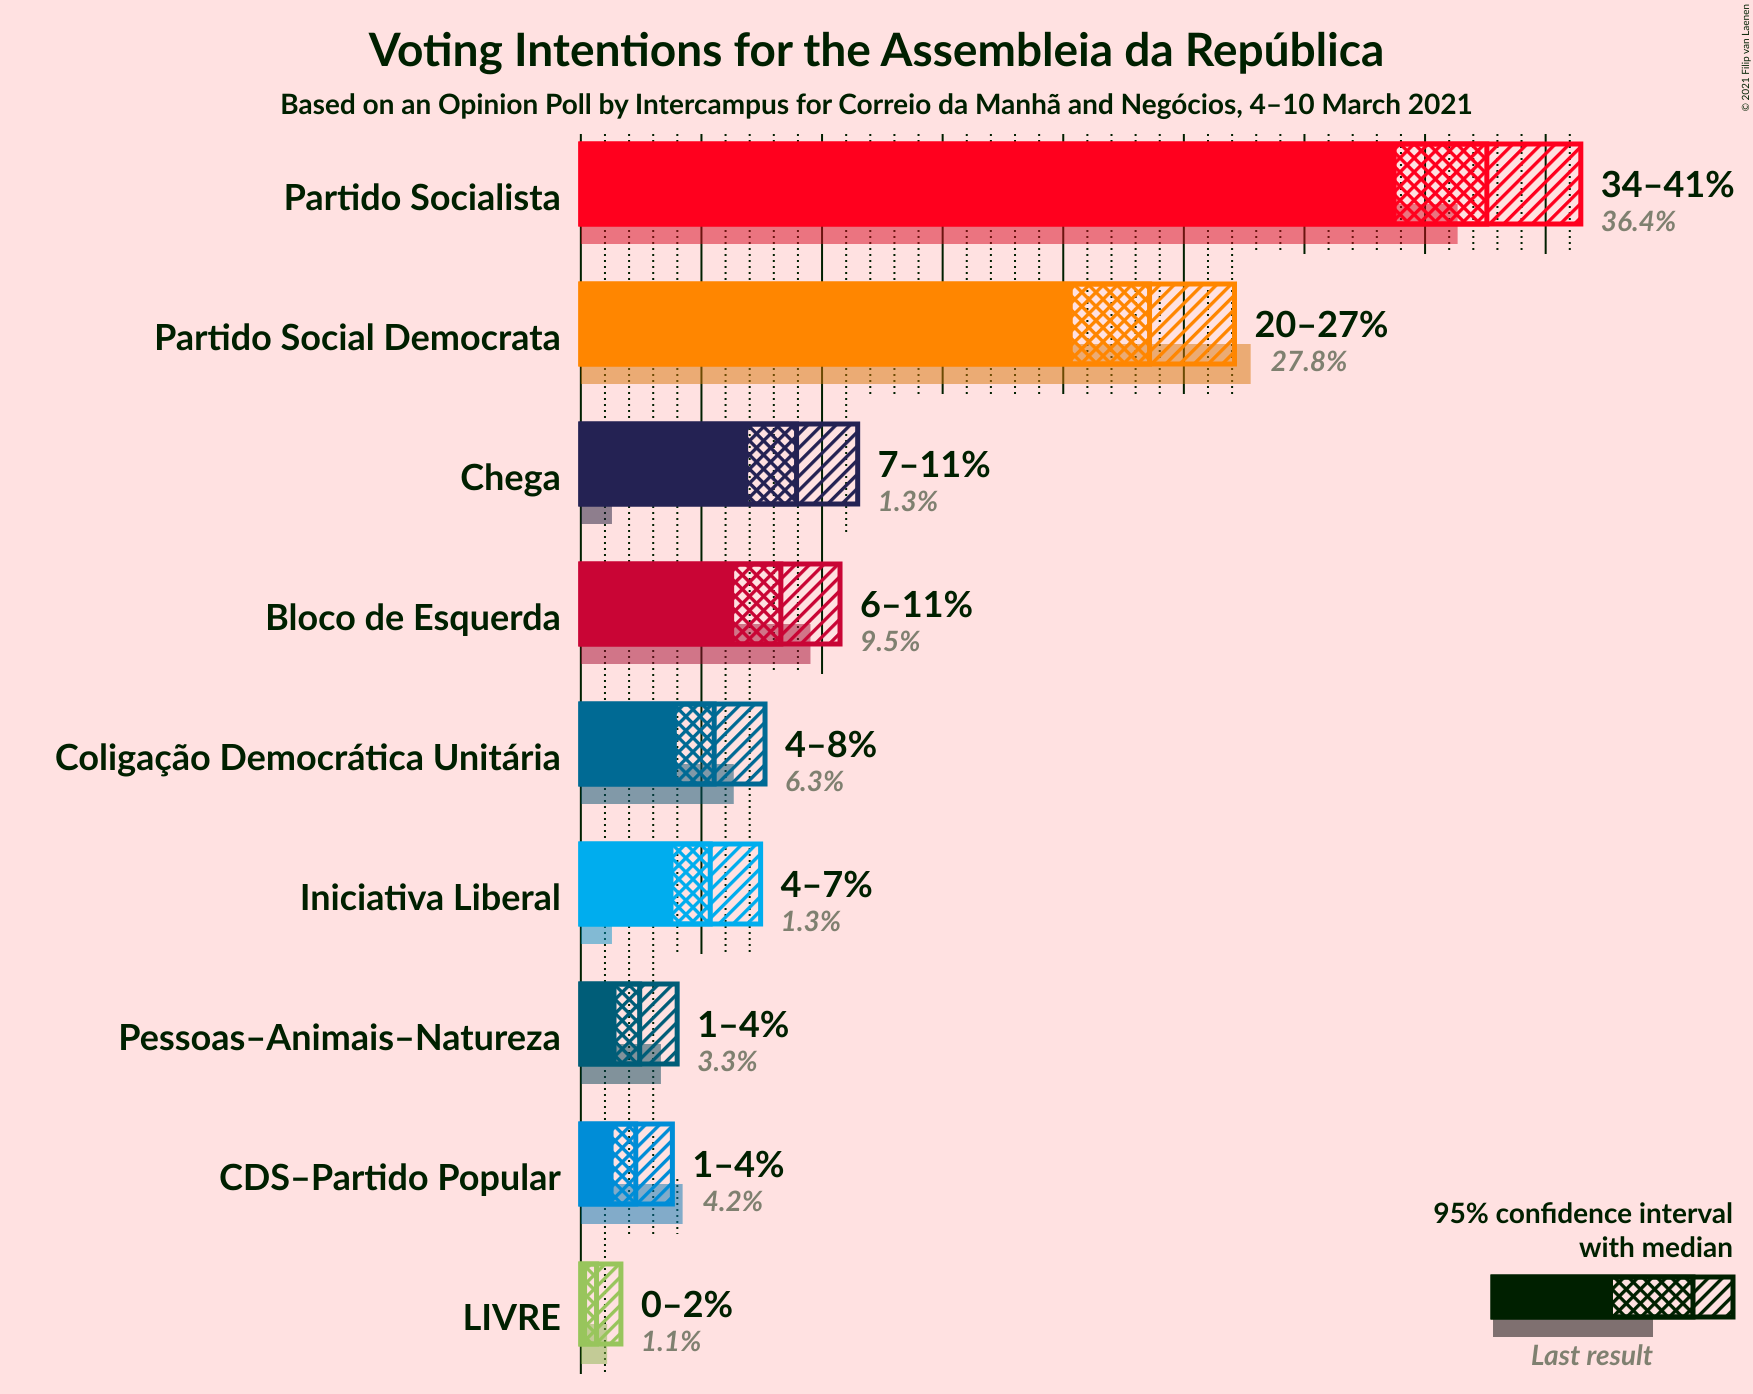 Voting Intentions for the Assembleia da República
Based on an Opinion Poll by Intercampus for Correio da Manhã and Negócios, 4–10 March 2021
© 2021 Filip van Laenen
Partido Socialista
34–41%
36.4%
Partido Social Democrata
20–27%
27.8%
Chega
7–11%
1.3%
Bloco de Esquerda
6–11%
9.5%
Coligação Democrática Unitária
4–8%
6.3%
Iniciativa Liberal
4–7%
1.3%
Pessoas–Animais–Natureza
1–4%
3.3%
CDS–Partido Popular
1–4%
4.2%
LIVRE
0–2%
1.1%
95% confidence interval
with median
Last result